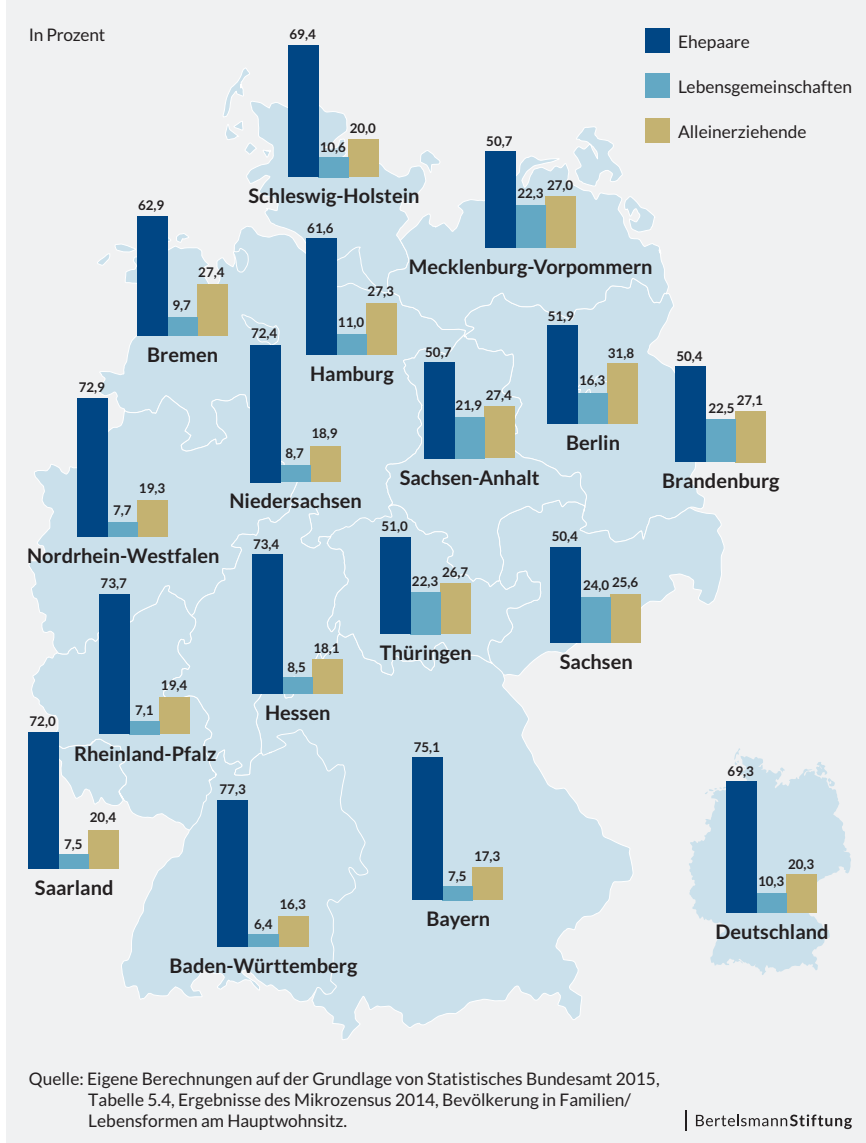 In Prozent
Ehepaare
Lebensgemeinschaften
Alleinerziehende
69,4
10,6
20,0
Schleswig-Holstein
50,7
22,3
27,0
Mecklenburg-Vorpommern
62,9
9,7
27,4
Bremen
61,6
11,0
27,3
Hamburg
72,4
8,7
18,9
Niedersachsen
50,7
21,9
27,4
Sachsen-Anhalt
51,9
16,3
31,8
Berlin
50,4
22,5
27,1
Brandenburg
72,9
7,7
19,3
Nordrhein-Westfalen
73,4
8,5
18,1
Hessen
51,0
22,3
26,7
Thüringen
50,4
24,0
25,6
Sachsen
73,7
7,1
19,4
Rheinland-Pfalz
72,0
7,5
20,4
Saarland
77,3
6,4
16,3
Baden-Württemberg
75,1
7,5
17,3
Bayern
69,3
10,3
20,3
Deutschland
Quelle: Eigene Berechnungen auf der Grundlage von Statistisches Bundesamt 2015,
Tabelle 5.4, Ergebnisse des Mikrozensus 2014, Bevölkerung in Familien/
Lebensformen am Hauptwohnsitz.
BertelsmannStiftung